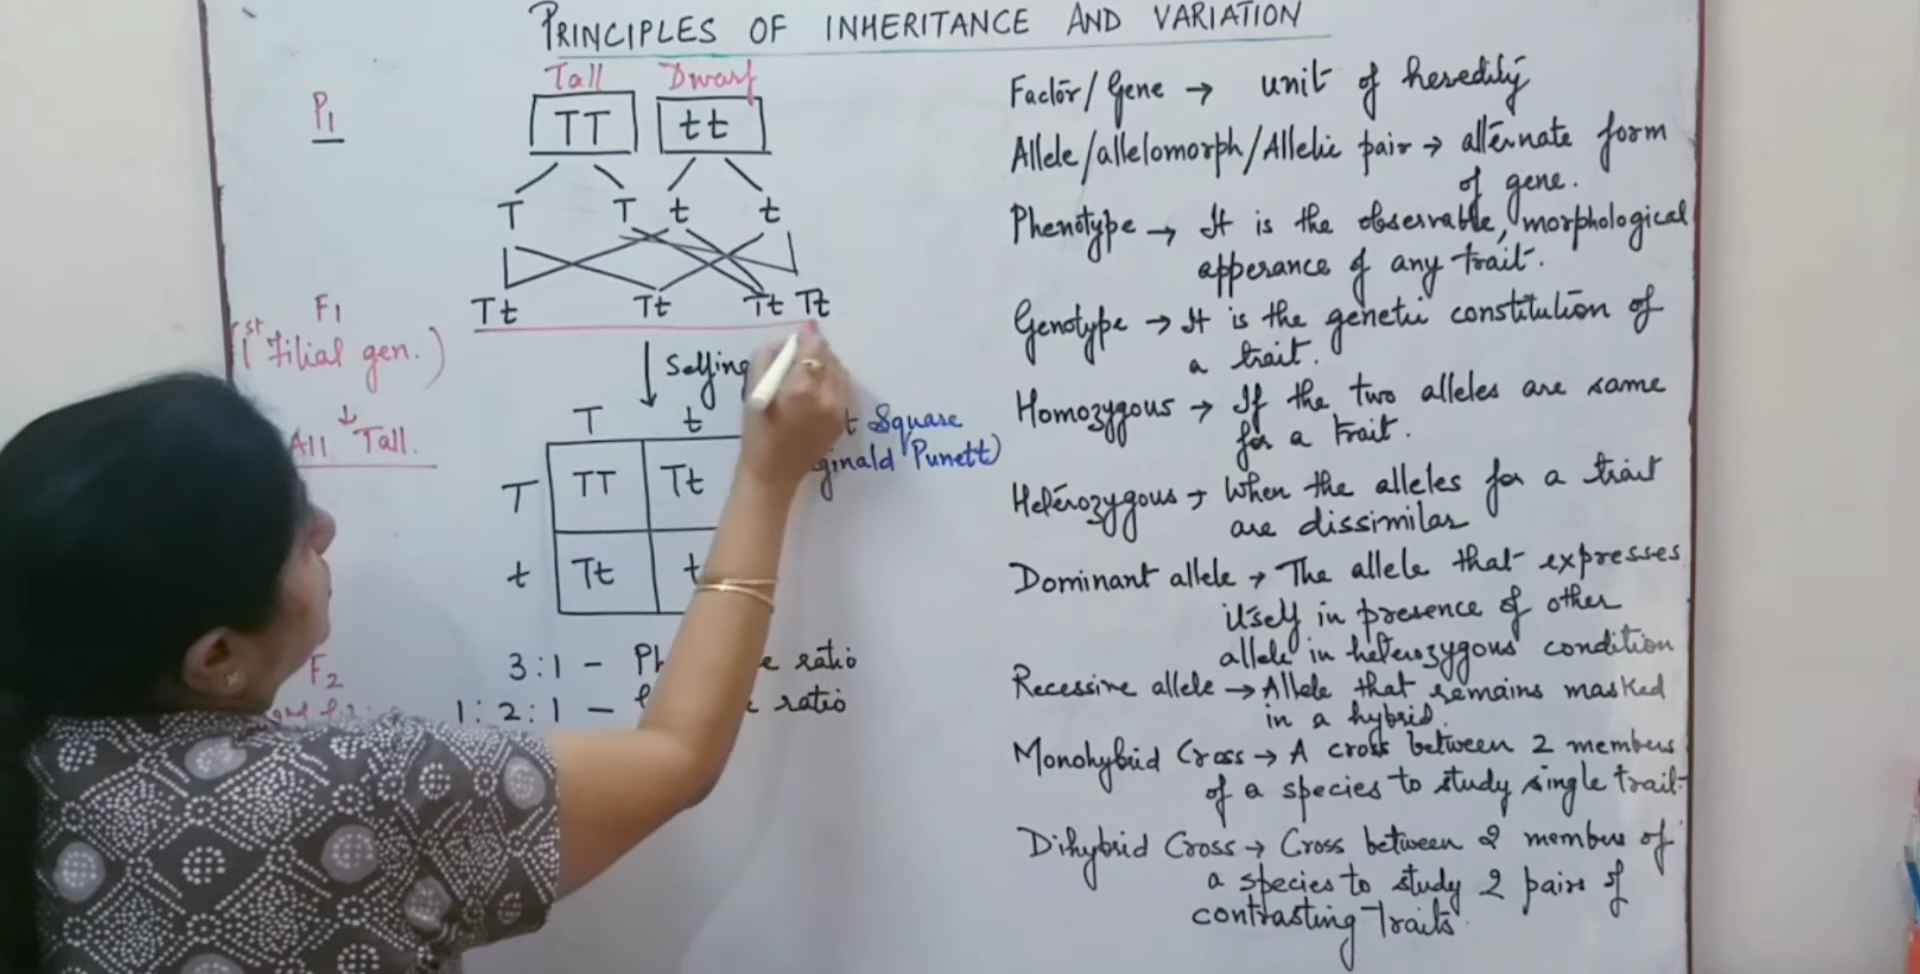 PRINCIPLES OF INHERITANCE AND VARIATION
Tall Dwarf
P1
TT tt
T T t t
Tt Tt Tt Tt
F1
(1st Filial gen.)
↓
All Tall.
↓ Selfing
T t
T TT Tt
t Tt t
t Square
ginald Punett)
F2
3:1 - Ph e ratio
1:2:1 - ratio
Factor/Gene → unit of heredity
Allele/allelomorph/Allelic pair → alternate form
of gene.
Phenotype → It is the observable, morphological
apperance of any trait.
Genotype → It is the genetic constitution of
a trait.
Homozygous → If the two alleles are same
for a trait.
Heterozygous → When the alleles for a trait
are dissimilar
Dominant allele → The allele that expresses
itself in presence of other
allele in heterozygous condition
Recessive allele → Allele that remains masked
in a hybrid.
Monohybrid Cross → A cross between 2 members
of a species to study single trait.
Dihybrid Cross → Cross between 2 members of
a species to study 2 pairs of
contrasting Traits.